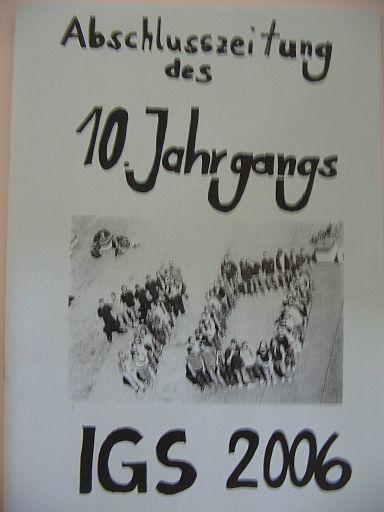 Abschlusszeitung
des
10. Jahrgangs
IGS 2006